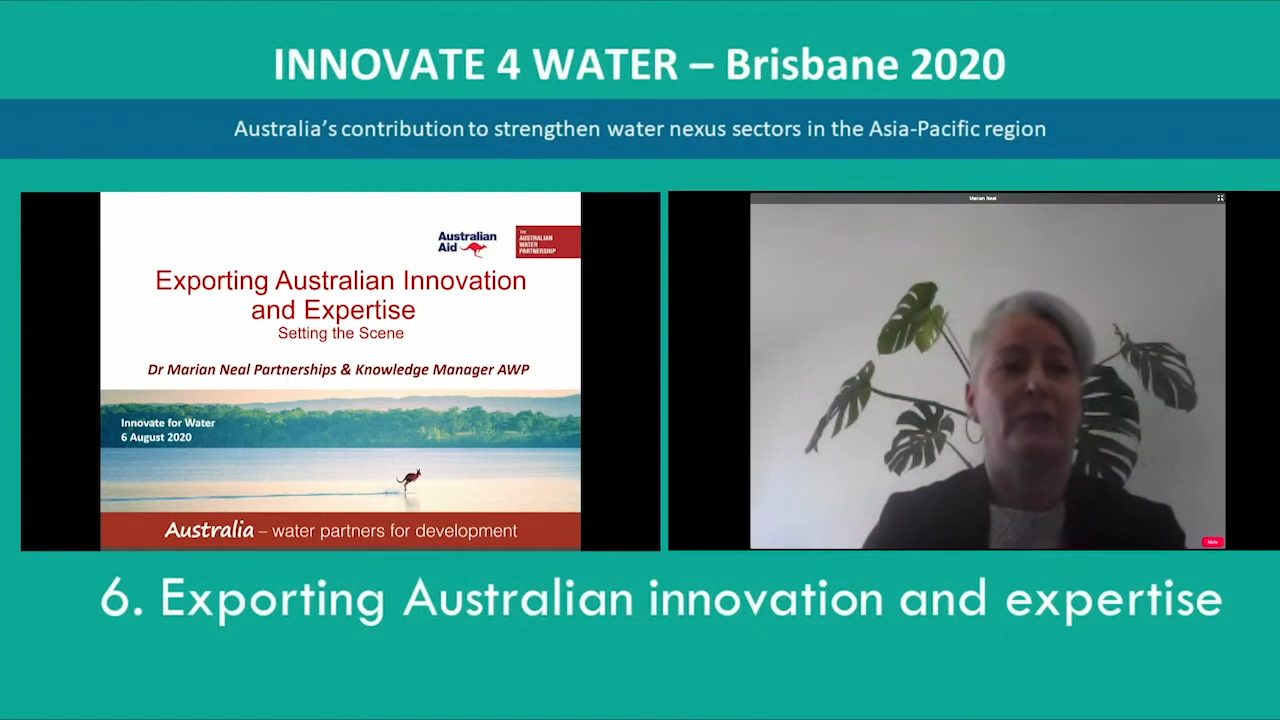 INNOVATE 4 WATER – Brisbane 2020
Australia's contribution to strengthen water nexus sectors in the Asia-Pacific region
Australian
Aid
THE
AUSTRALIAN
WATER
PARTNERSHIP
Exporting Australian Innovation
and Expertise
Setting the Scene
Dr Marian Neal Partnerships & Knowledge Manager AWP
Innovate for Water
6 August 2020
Australia – water partners for development
Marian Neal
6. Exporting Australian innovation and expertise